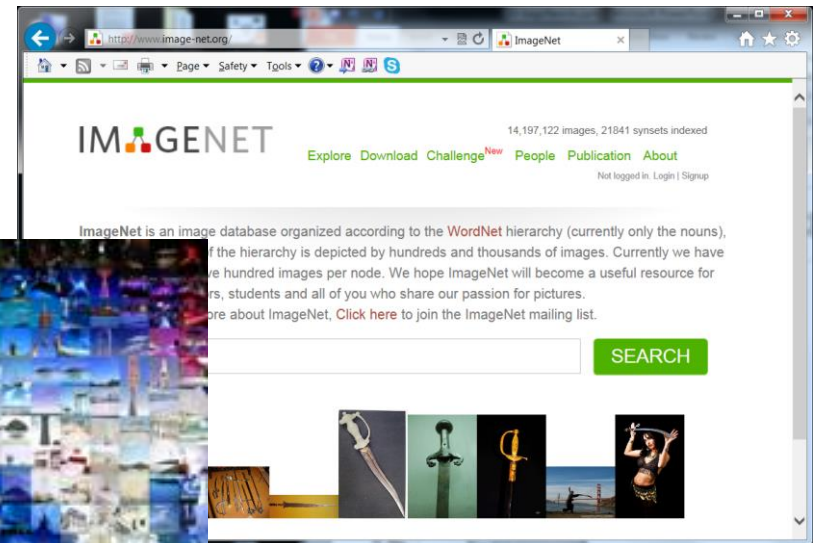 http://www.image-net.org/
ImageNet
Page Safety Tools
IMAGENET
14,197,122 images, 21841 synsets indexed
Explore Download Challenge New People Publication About
Not logged in. Login | Signup
ImageNet is an image database organized according to the WordNet hierarchy (currently only the nouns),
of the hierarchy is depicted by hundreds and thousands of images. Currently we have
ve hundred images per node. We hope ImageNet will become a useful resource for
rs, students and all of you who share our passion for pictures.
ore about ImageNet, Click here to join the ImageNet mailing list.
SEARCH